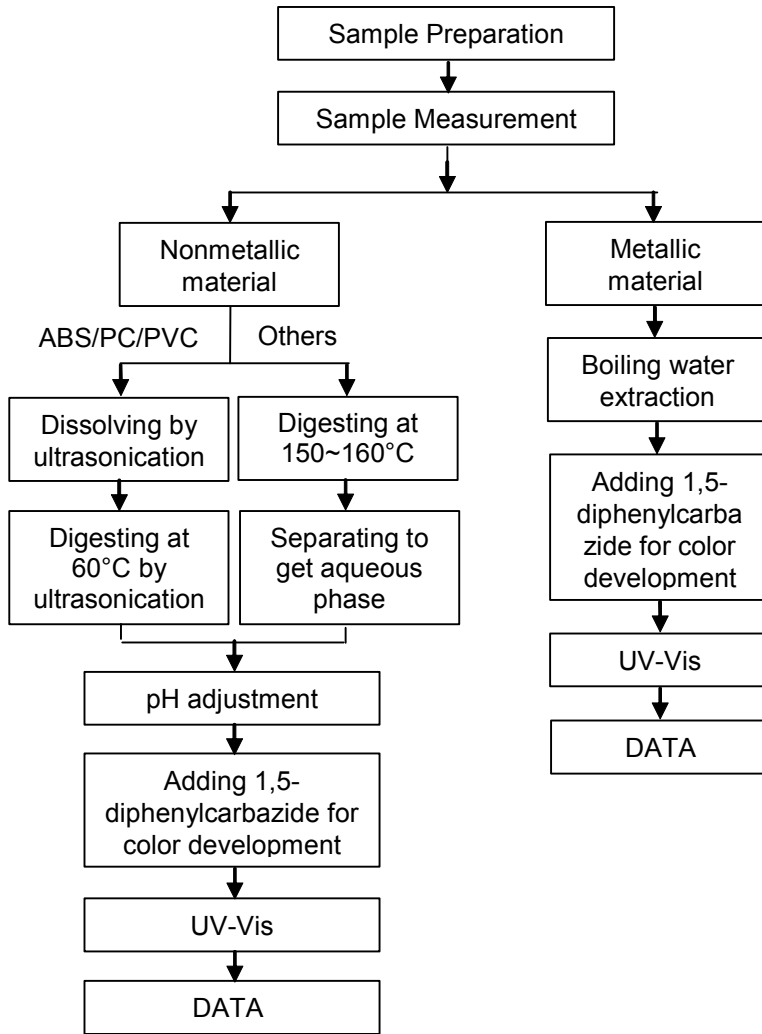 Sample Preparation
Sample Measurement
Nonmetallic
material
Metallic
material
ABS/PC/PVC
Others
Boiling water
extraction
Dissolving by
ultrasonication
Digesting at
150~160°C
Adding 1,5-
diphenylcarba
zide for color
development
Digesting at
60°C by
ultrasonication
Separating to
get aqueous
phase
UV-Vis
pH adjustment
DATA
Adding 1,5-
diphenylcarbazide for
color development
UV-Vis
DATA